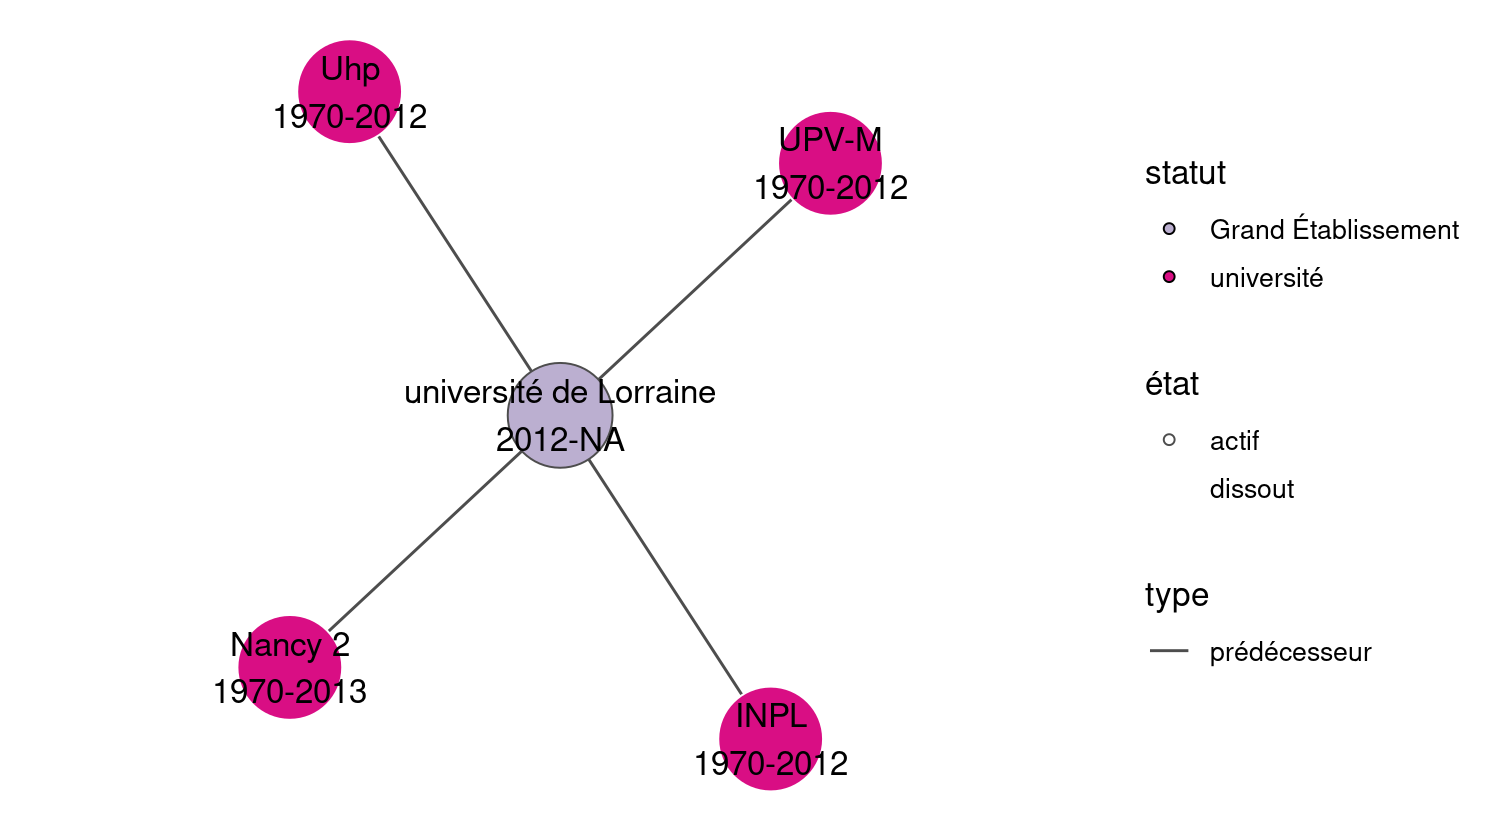 Uhp
1970-2012
UPV-M
1970-2012
université de Lorraine
2012-NA
Nancy 2
1970-2013
INPL
1970-2012
statut
Grand Établissement
université
état
actif
dissout
type
prédécesseur